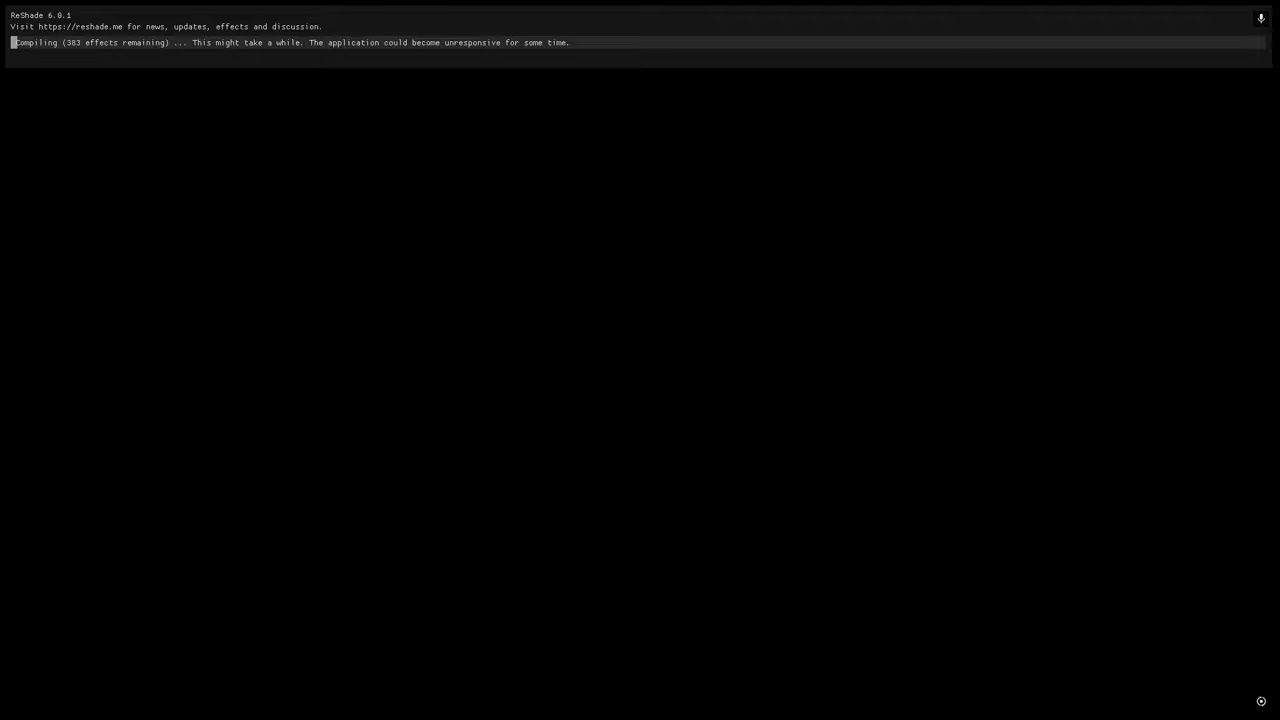 ReShade 6.0.1
Visit https://reshade.me for news, updates, effects and discussion.
Compiling (383 effects remaining) ... This might take a while. The application could become unresponsive for some time.